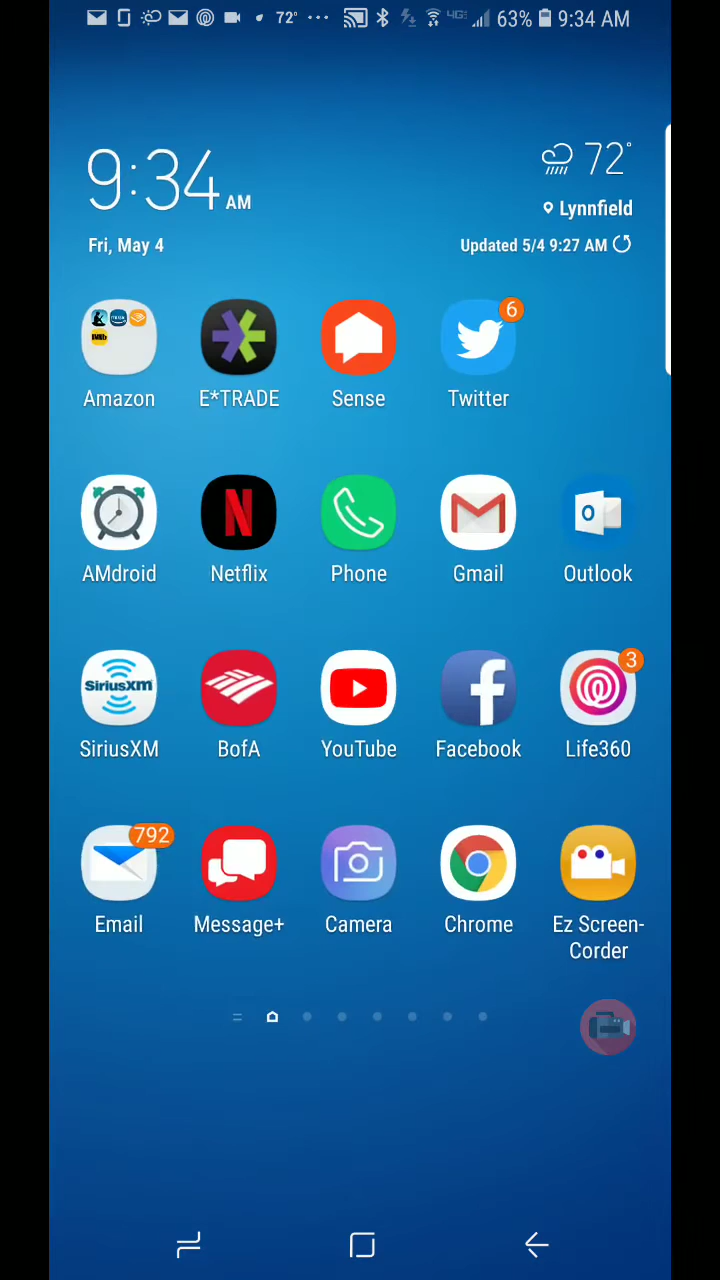 72° 4G 63% 9:34 AM
9:34 AM
72°
Lynnfield
Fri, May 4
Updated 5/4 9:27 AM
6
Amazon E*TRADE Sense Twitter
AMdroid Netflix Phone Gmail Outlook
3
SiriusXM
SiriusXM BofA YouTube Facebook Life360
792
Email Message+ Camera Chrome Ez Screen-
Corder